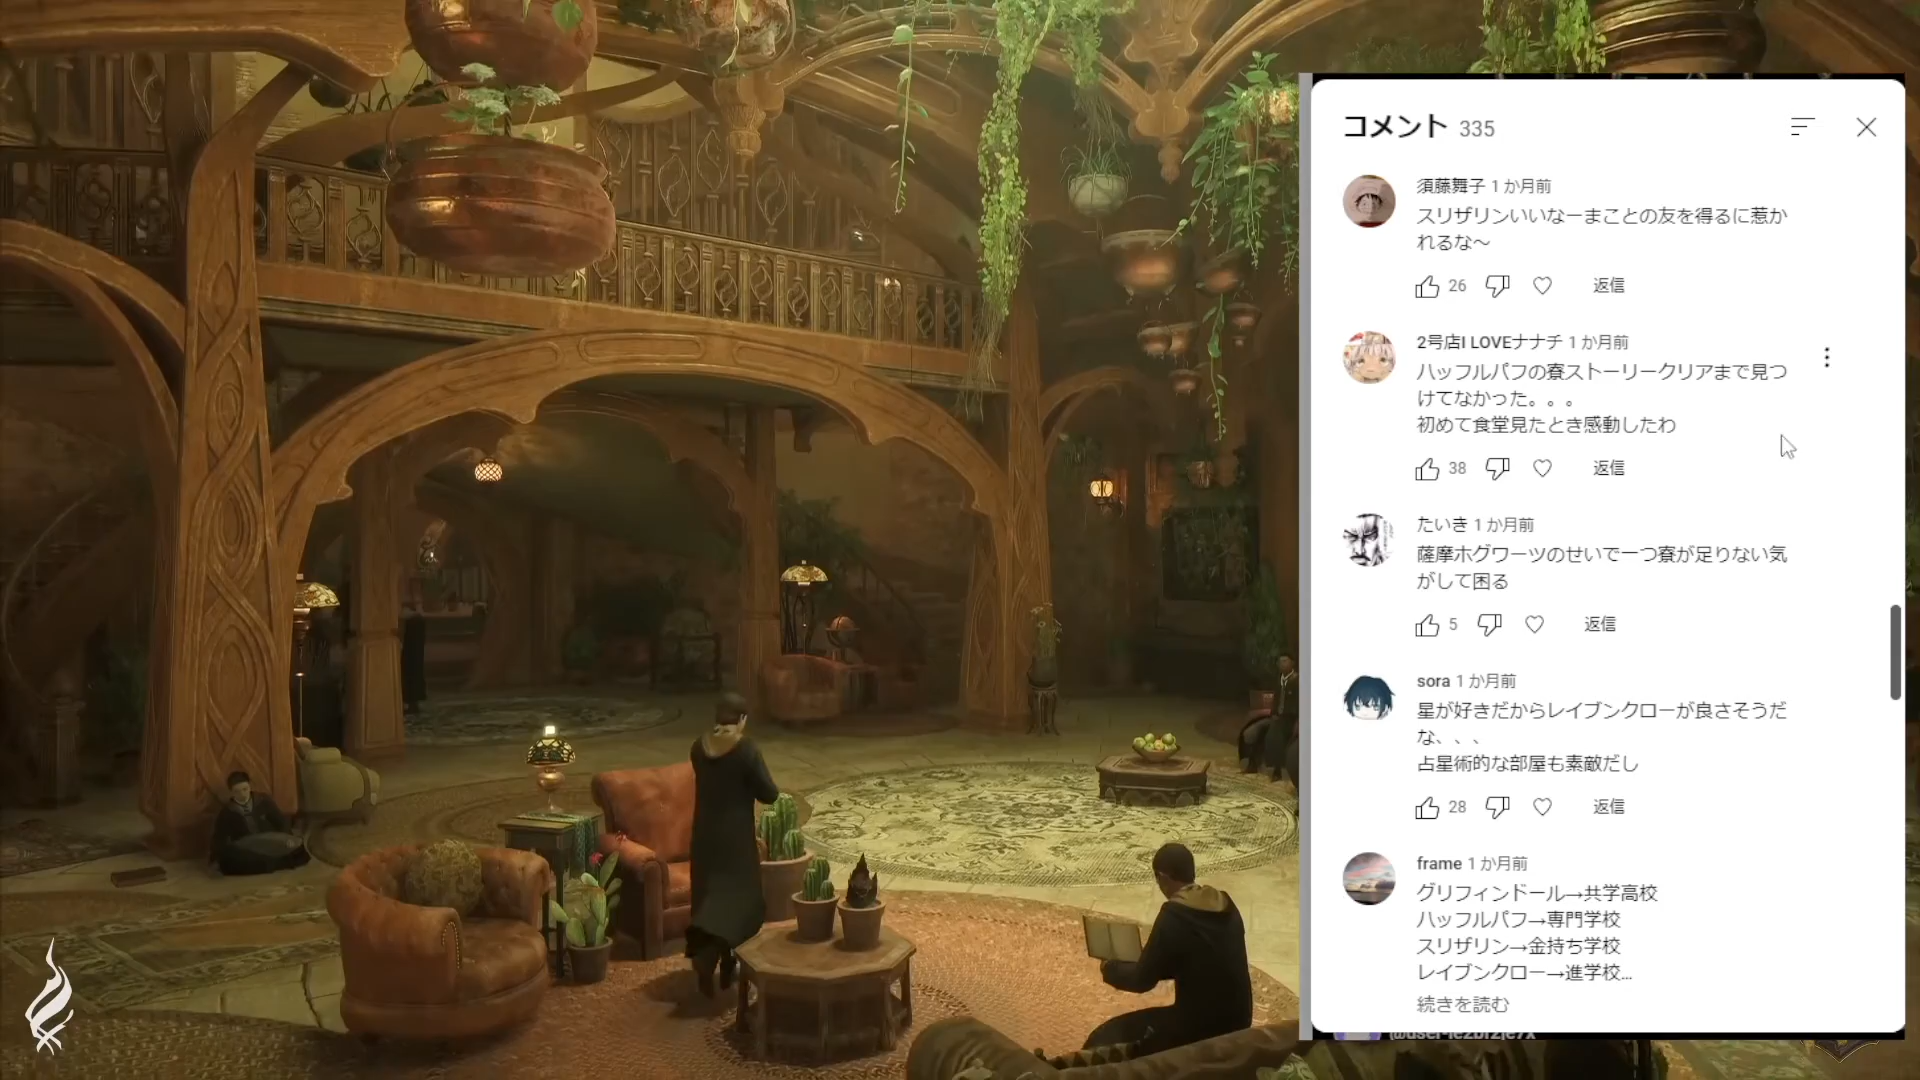 コメント 335
須藤舞子 1 か月前
スリザリンいいなーまことの友を得るに惹か
れるな〜
26 返信
2号店I LOVEナナチ 1 か月前
ハッフルパフの寮ストーリークリアまで見つ
けてなかった。。。
初めて食堂見たとき感動したわ
38 返信
たいき 1 か月前
薩摩ホグワーツのせいで一つ寮が足りない気
がして困る
5 返信
sora 1 か月前
星が好きだからレイブンクローが良さそうだ
な、、、
占星術的な部屋も素敵だし
28 返信
frame 1 か月前
グリフィンドール→共学高校
ハッフルパフ→専門学校
スリザリン→金持ち学校
レイブンクロー→進学校...
続きを読む